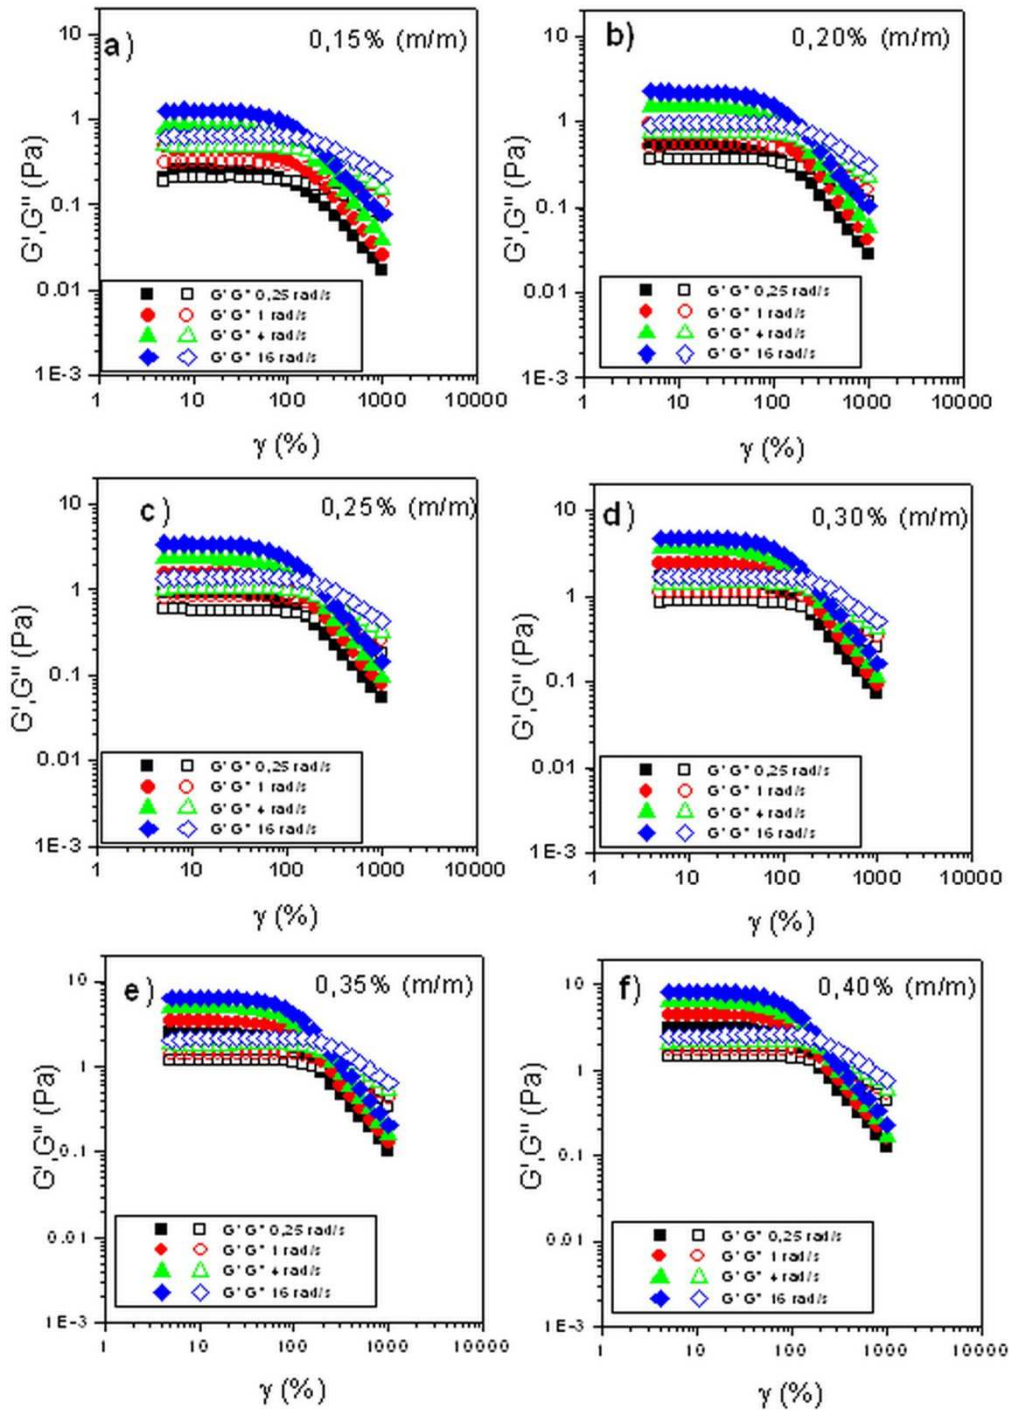 a)
0,15% (m/m)
10
1
0.1
0.01
1E-3
G',G" (Pa)
G' G" 0,25 rad/s
G' G" 1 rad/s
G' G" 4 rad/s
G' G" 16 rad/s
1 10 100 1000 10000
γ (%)
b)
0,20% (m/m)
10
1
0.1
0.01
1E-3
G',G" (Pa)
G' G" 0,25 rad/s
G' G" 1 rad/s
G' G" 4 rad/s
G' G" 16 rad/s
1 10 100 1000 10000
γ (%)
c)
0,25% (m/m)
10
1
0.1
0.01
1E-3
G',G" (Pa)
G' G" 0,25 rad/s
G' G" 1 rad/s
G' G" 4 rad/s
G' G" 16 rad/s
1 10 100 1000 10000
γ (%)
d)
0,30% (m/m)
10
1
0.1
0.01
1E-3
G',G" (Pa)
G' G" 0,25 rad/s
G' G" 1 rad/s
G' G" 4 rad/s
G' G" 16 rad/s
1 10 100 1000 10000
γ (%)
e)
0,35% (m/m)
10
1
0.1
0.01
1E-3
G',G" (Pa)
G' G" 0,25 rad/s
G' G" 1 rad/s
G' G" 4 rad/s
G' G" 16 rad/s
1 10 100 1000 10000
γ (%)
f)
0,40% (m/m)
10
1
0.1
0.01
1E-3
G',G" (Pa)
G' G" 0,25 rad/s
G' G" 1 rad/s
G' G" 4 rad/s
G' G" 16 rad/s
1 10 100 1000 10000
γ (%)